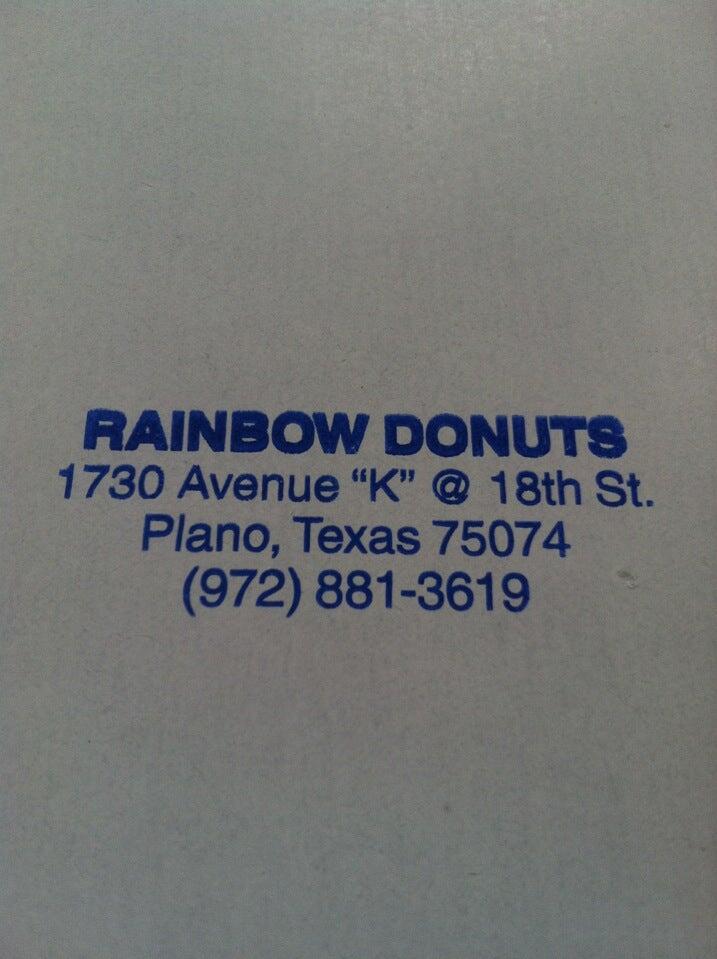 RAINBOW DONUTS
1730 Avenue “K” @ 18th St.
Plano, Texas 75074
(972) 881-3619